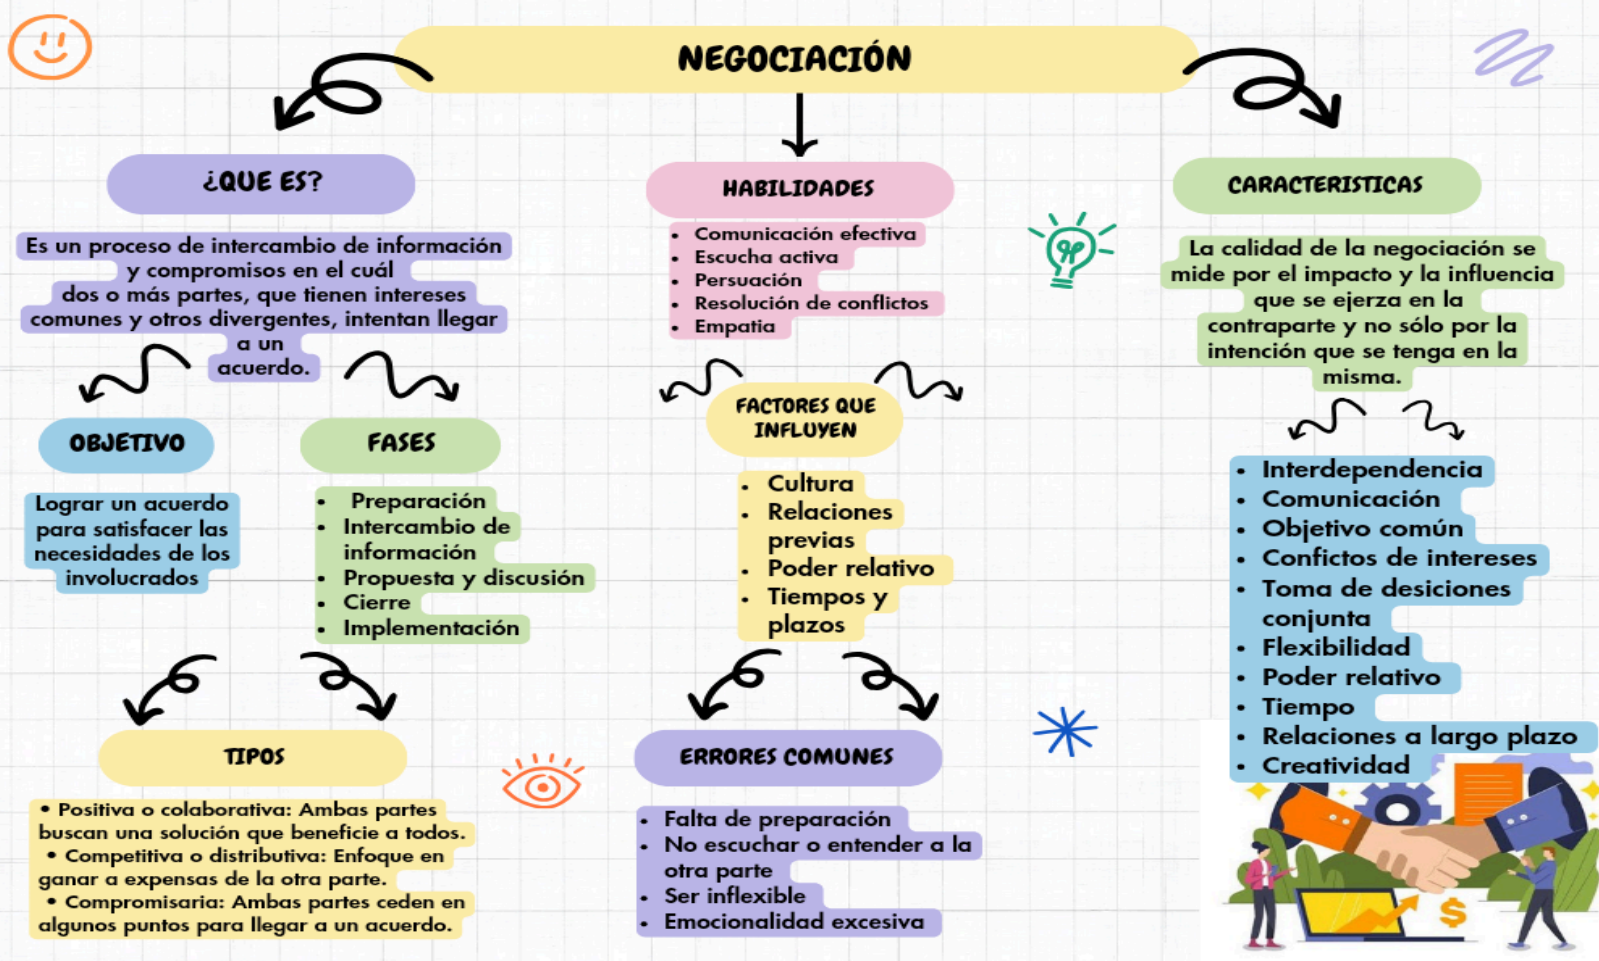 NEGOCIACIÓN
¿QUE ES?
Es un proceso de intercambio de información
y compromisos en el cuál
dos o más partes, que tienen intereses
comunes y otros divergentes, intentan llegar
a un
acuerdo.
OBJETIVO
Lograr un acuerdo
para satisfacer las
necesidades de los
involucrados
FASES
• Preparación
• Intercambio de
información
• Propuesta y discusión
• Cierre
• Implementación
TIPOS
• Positiva o colaborativa: Ambas partes
buscan una solución que beneficie a todos.
• Competitiva o distributiva: Enfoque en
ganar a expensas de la otra parte.
• Compromisaria: Ambas partes ceden en
algunos puntos para llegar a un acuerdo.
HABILIDADES
• Comunicación efectiva
• Escucha activa
• Persuación
• Resolución de conflictos
• Empatia
FACTORES QUE
INFLUYEN
• Cultura
• Relaciones
previas
• Poder relativo
• Tiempos y
plazos
ERRORES COMUNES
• Falta de preparación
• No escuchar o entender a la
otra parte
• Ser inflexible
• Emocionalidad excesiva
CARACTERISTICAS
La calidad de la negociación se
mide por el impacto y la influencia
que se ejerza en la
contraparte y no sólo por la
intención que se tenga en la
misma.
• Interdependencia
• Comunicación
• Objetivo común
• Confictos de intereses
• Toma de desiciones
conjunta
• Flexibilidad
• Poder relativo
• Tiempo
• Relaciones a largo plazo
• Creatividad
$